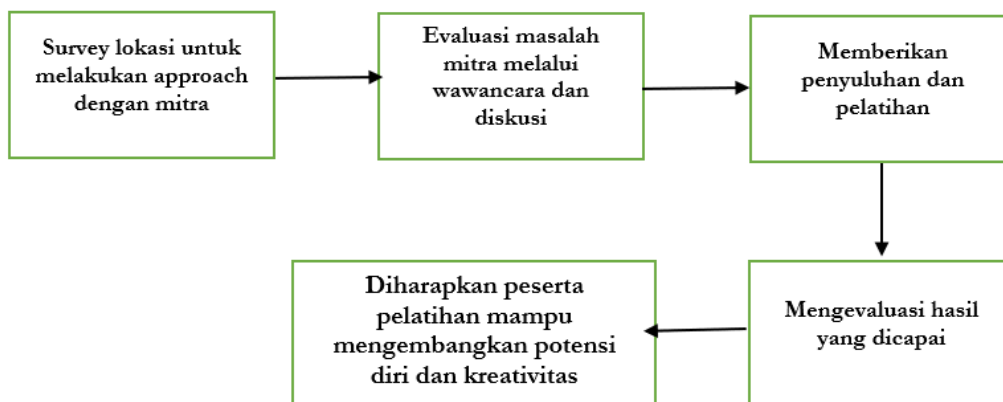 Survey lokasi untuk
melakukan approach
dengan mitra
Evaluasi masalah
mitra melalui
wawancara dan
diskusi
Memberikan
penyuluhan dan
pelatihan
Mengevaluasi hasil
yang dicapai
Diharapkan peserta
pelatihan mampu
mengembangkan potensi
diri dan kreativitas